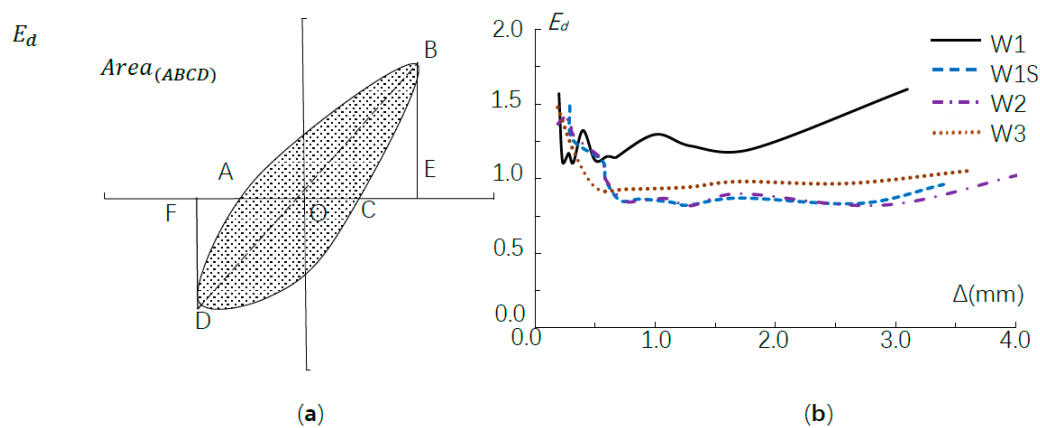 E_d
Area_(ABCD)
B
A
E
F
O
C
D
(a)
E_d
2.0
1.5
1.0
0.5
0.0
0.0
1.0
2.0
3.0
4.0
Δ(mm)
W1
W1S
W2
W3
(b)